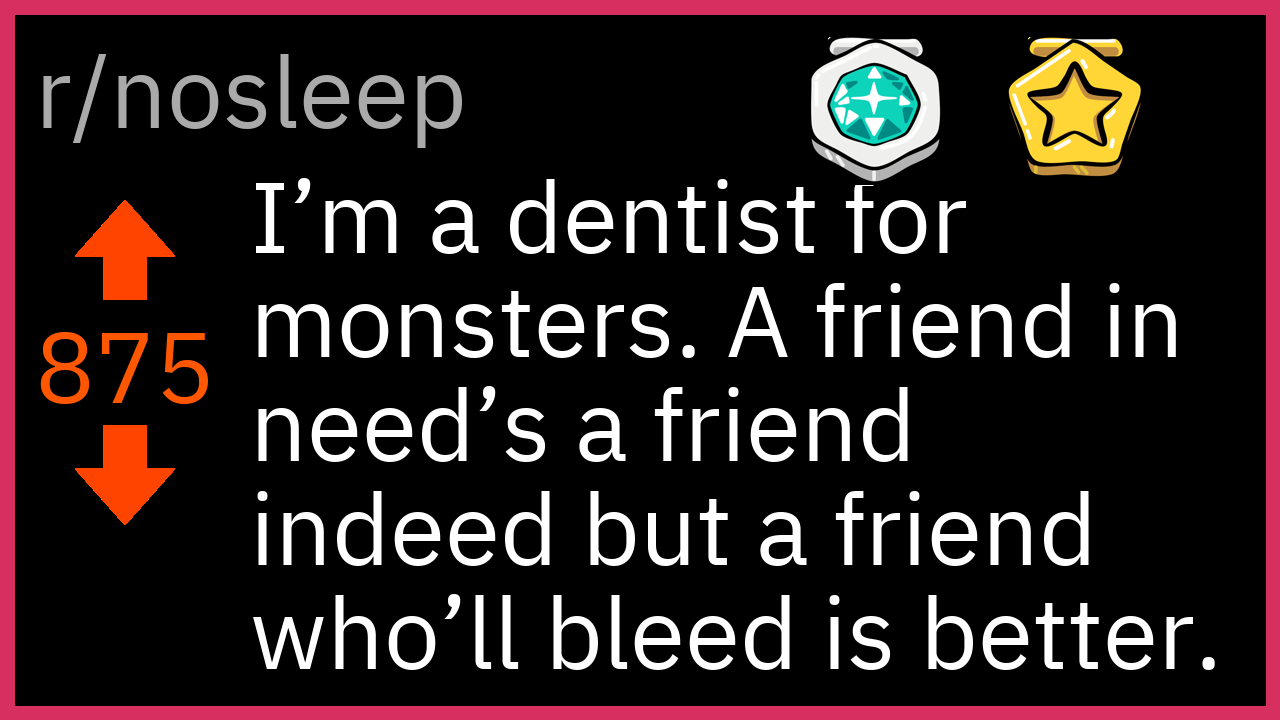 r/nosleep
I’m a dentist for
monsters. A friend in
need’s a friend
indeed but a friend
who’ll bleed is better.
875